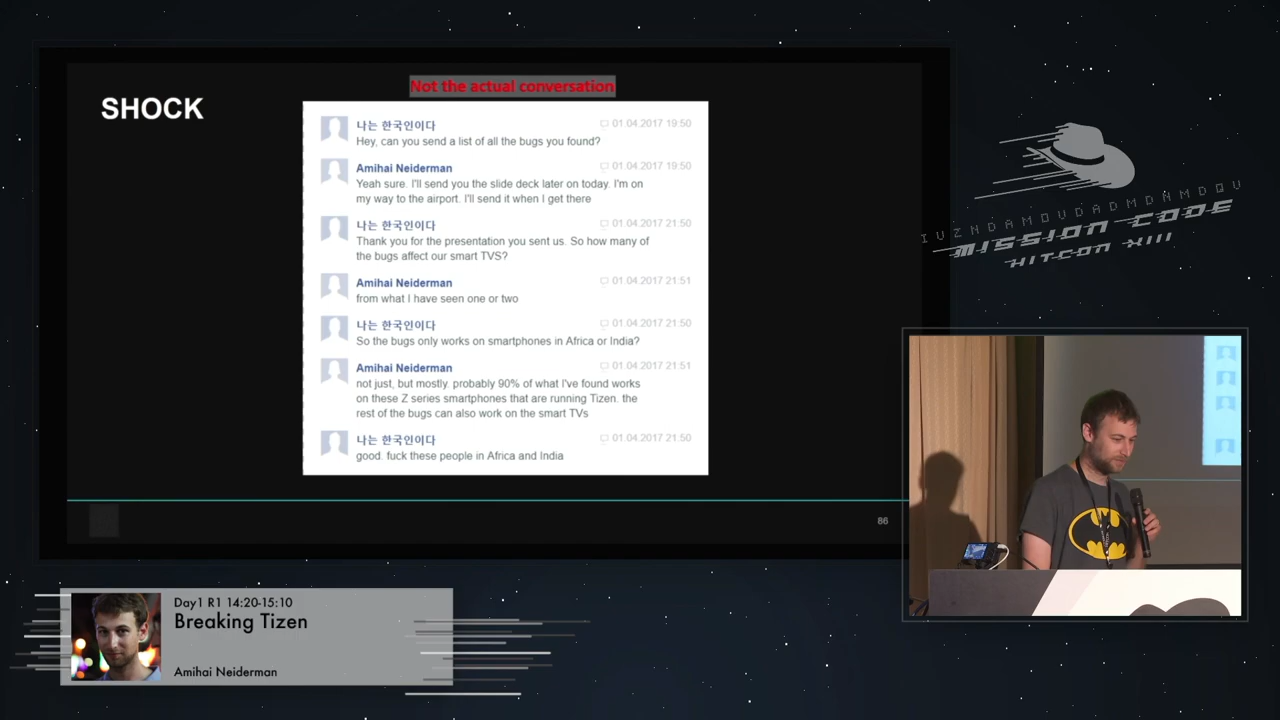 Not the actual conversation
SHOCK
나는 한국인이다
01.04.2017 19:50
Hey, can you send a list of all the bugs you found?
Amihai Neiderman
01.04.2017 19:50
Yeah sure. I'll send you the slide deck later on today. I'm on
my way to the airport. I'll send it when I get there
나는 한국인이다
01.04.2017 21:50
Thank you for the presentation you sent us. So how many of
the bugs affect our smart TVS?
Amihai Neiderman
01.04.2017 21:51
from what I have seen one or two
나는 한국인이다
01.04.2017 21:50
So the bugs only works on smartphones in Africa or India?
Amihai Neiderman
01.04.2017 21:51
not just, but mostly. probably 90% of what I've found works
on these Z series smartphones that are running Tizen. the
rest of the bugs can also work on the smart TVs
나는 한국인이다
01.04.2017 21:50
good. fuck these people in Africa and India
86
IUZNDAMOVDADMDNMDQU
MISSION CODE
HITCON XIII
Day1 R1 14:20-15:10
Breaking Tizen
Amihai Neiderman